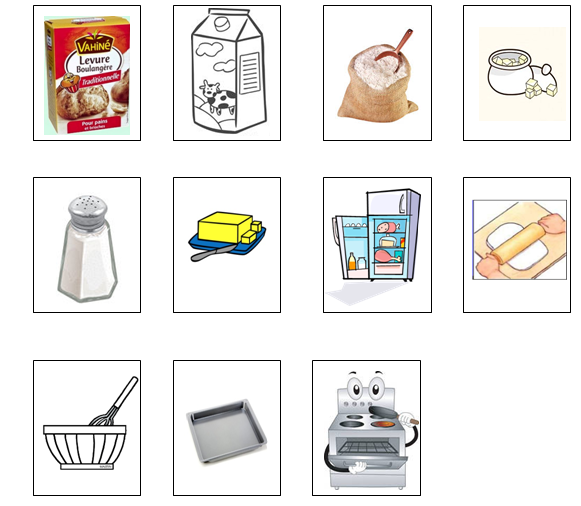 VAHINÉ
Levure
Boulangère
Traditionnelle
Pour pains
et brioches